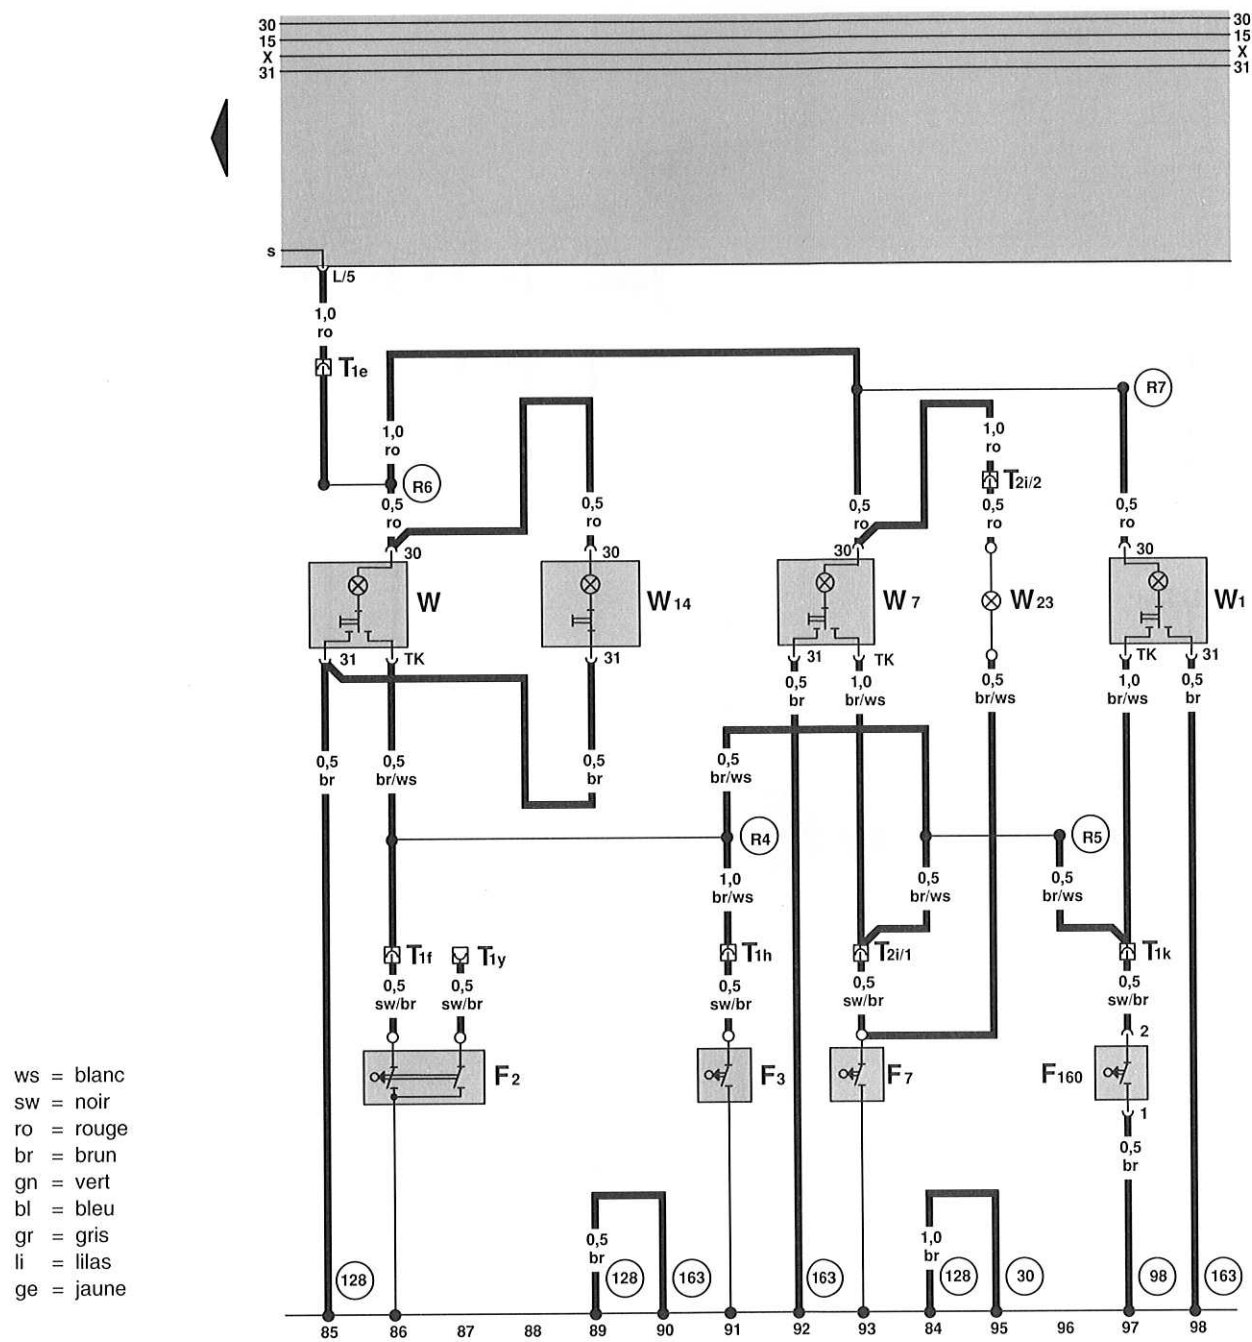 30 30
15 15
X X
31 31
s
L/5
1,0
ro
T1e
R7
1,0
ro
1,0
ro
R6
T2i/2
0,5
ro
0,5
ro
0,5
ro
0,5
ro
0,5
ro
30 30 30 30
W W14 W7 W23 W1
31 TK 31 31 TK TK 31
0,5
br
1,0
br/ws
0,5
br/ws
1,0
br/ws
0,5
br
0,5
br
0,5
br/ws
0,5
br
0,5
br/ws
R4 R5
1,0
br/ws
0,5
br/ws
0,5
br/ws
T1f T1y T1h T2i/1 T1k
0,5
sw/br
0,5
sw/br
0,5
sw/br
0,5
sw/br
0,5
sw/br
2
F2 F3 F7 F160
1
0,5
br
ws = blanc
sw = noir
ro = rouge
br = brun
gn = vert
bl = bleu
gr = gris
li = lilas
ge = jaune
0,5
br
1,0
br
128 128 163 163 128 30 98 163
85 86 87 88 89 90 91 92 93 84 95 96 97 98